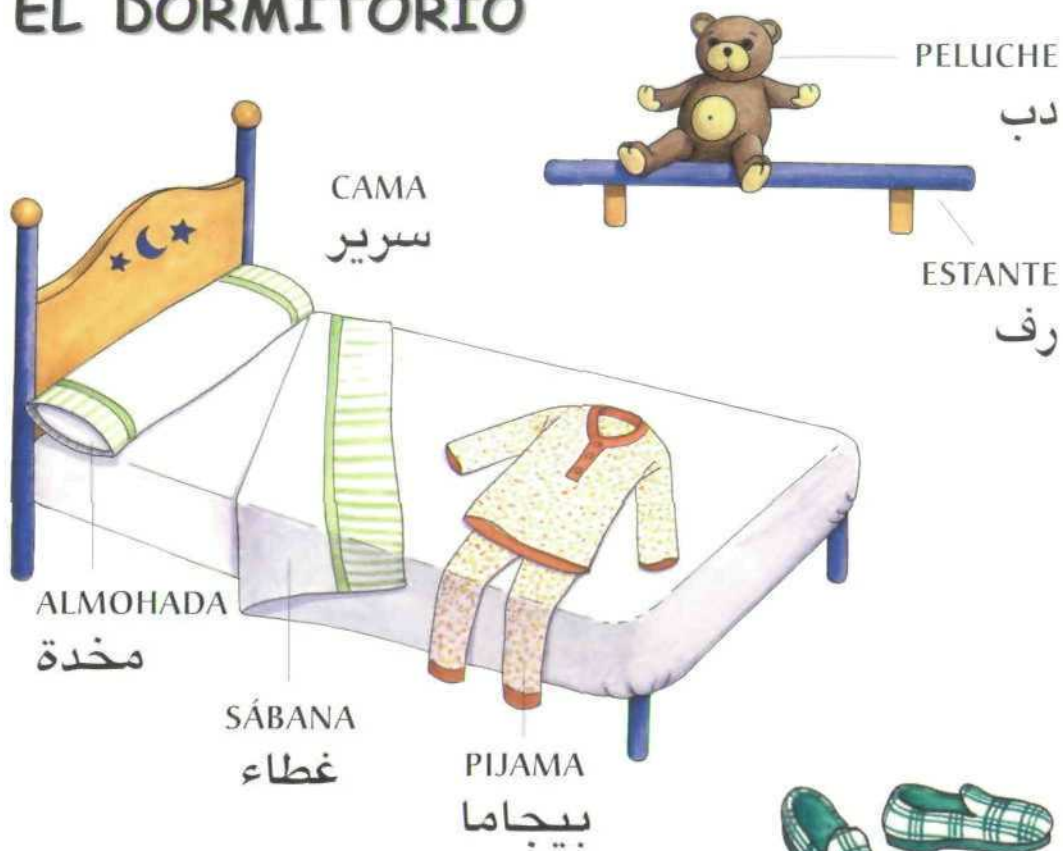 EL DORMITORIO
PELUCHE
دب
CAMA
سرير
ESTANTE
رف
ALMOHADA
مخدة
SÁBANA
غطاء
PIJAMA
بيجاما